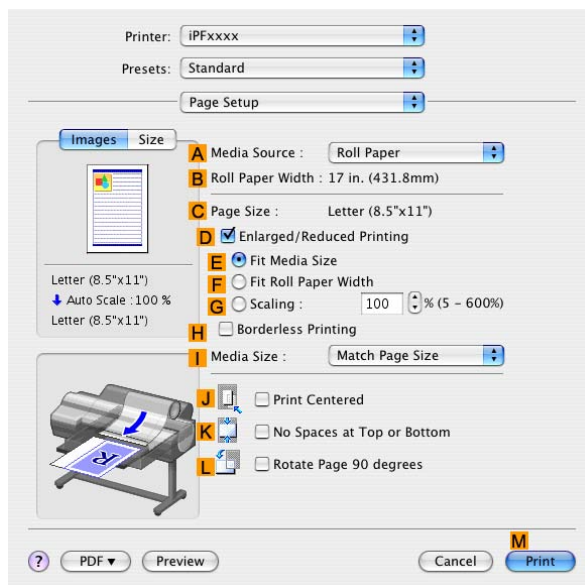 Printer: iPFxxxx
Presets: Standard
Page Setup
Images Size
A Media Source : Roll Paper
B Roll Paper Width : 17 in. (431.8mm)
C Page Size : Letter (8.5"x11")
D Enlarged/Reduced Printing
E Fit Media Size
F Fit Roll Paper Width
G Scaling : 100 % (5 - 600%)
H Borderless Printing
I Media Size : Match Page Size
J Print Centered
K No Spaces at Top or Bottom
L Rotate Page 90 degrees
Letter (8.5"x11")
Auto Scale :100 %
Letter (8.5"x11")
R
M
? PDF▼ Preview Cancel Print